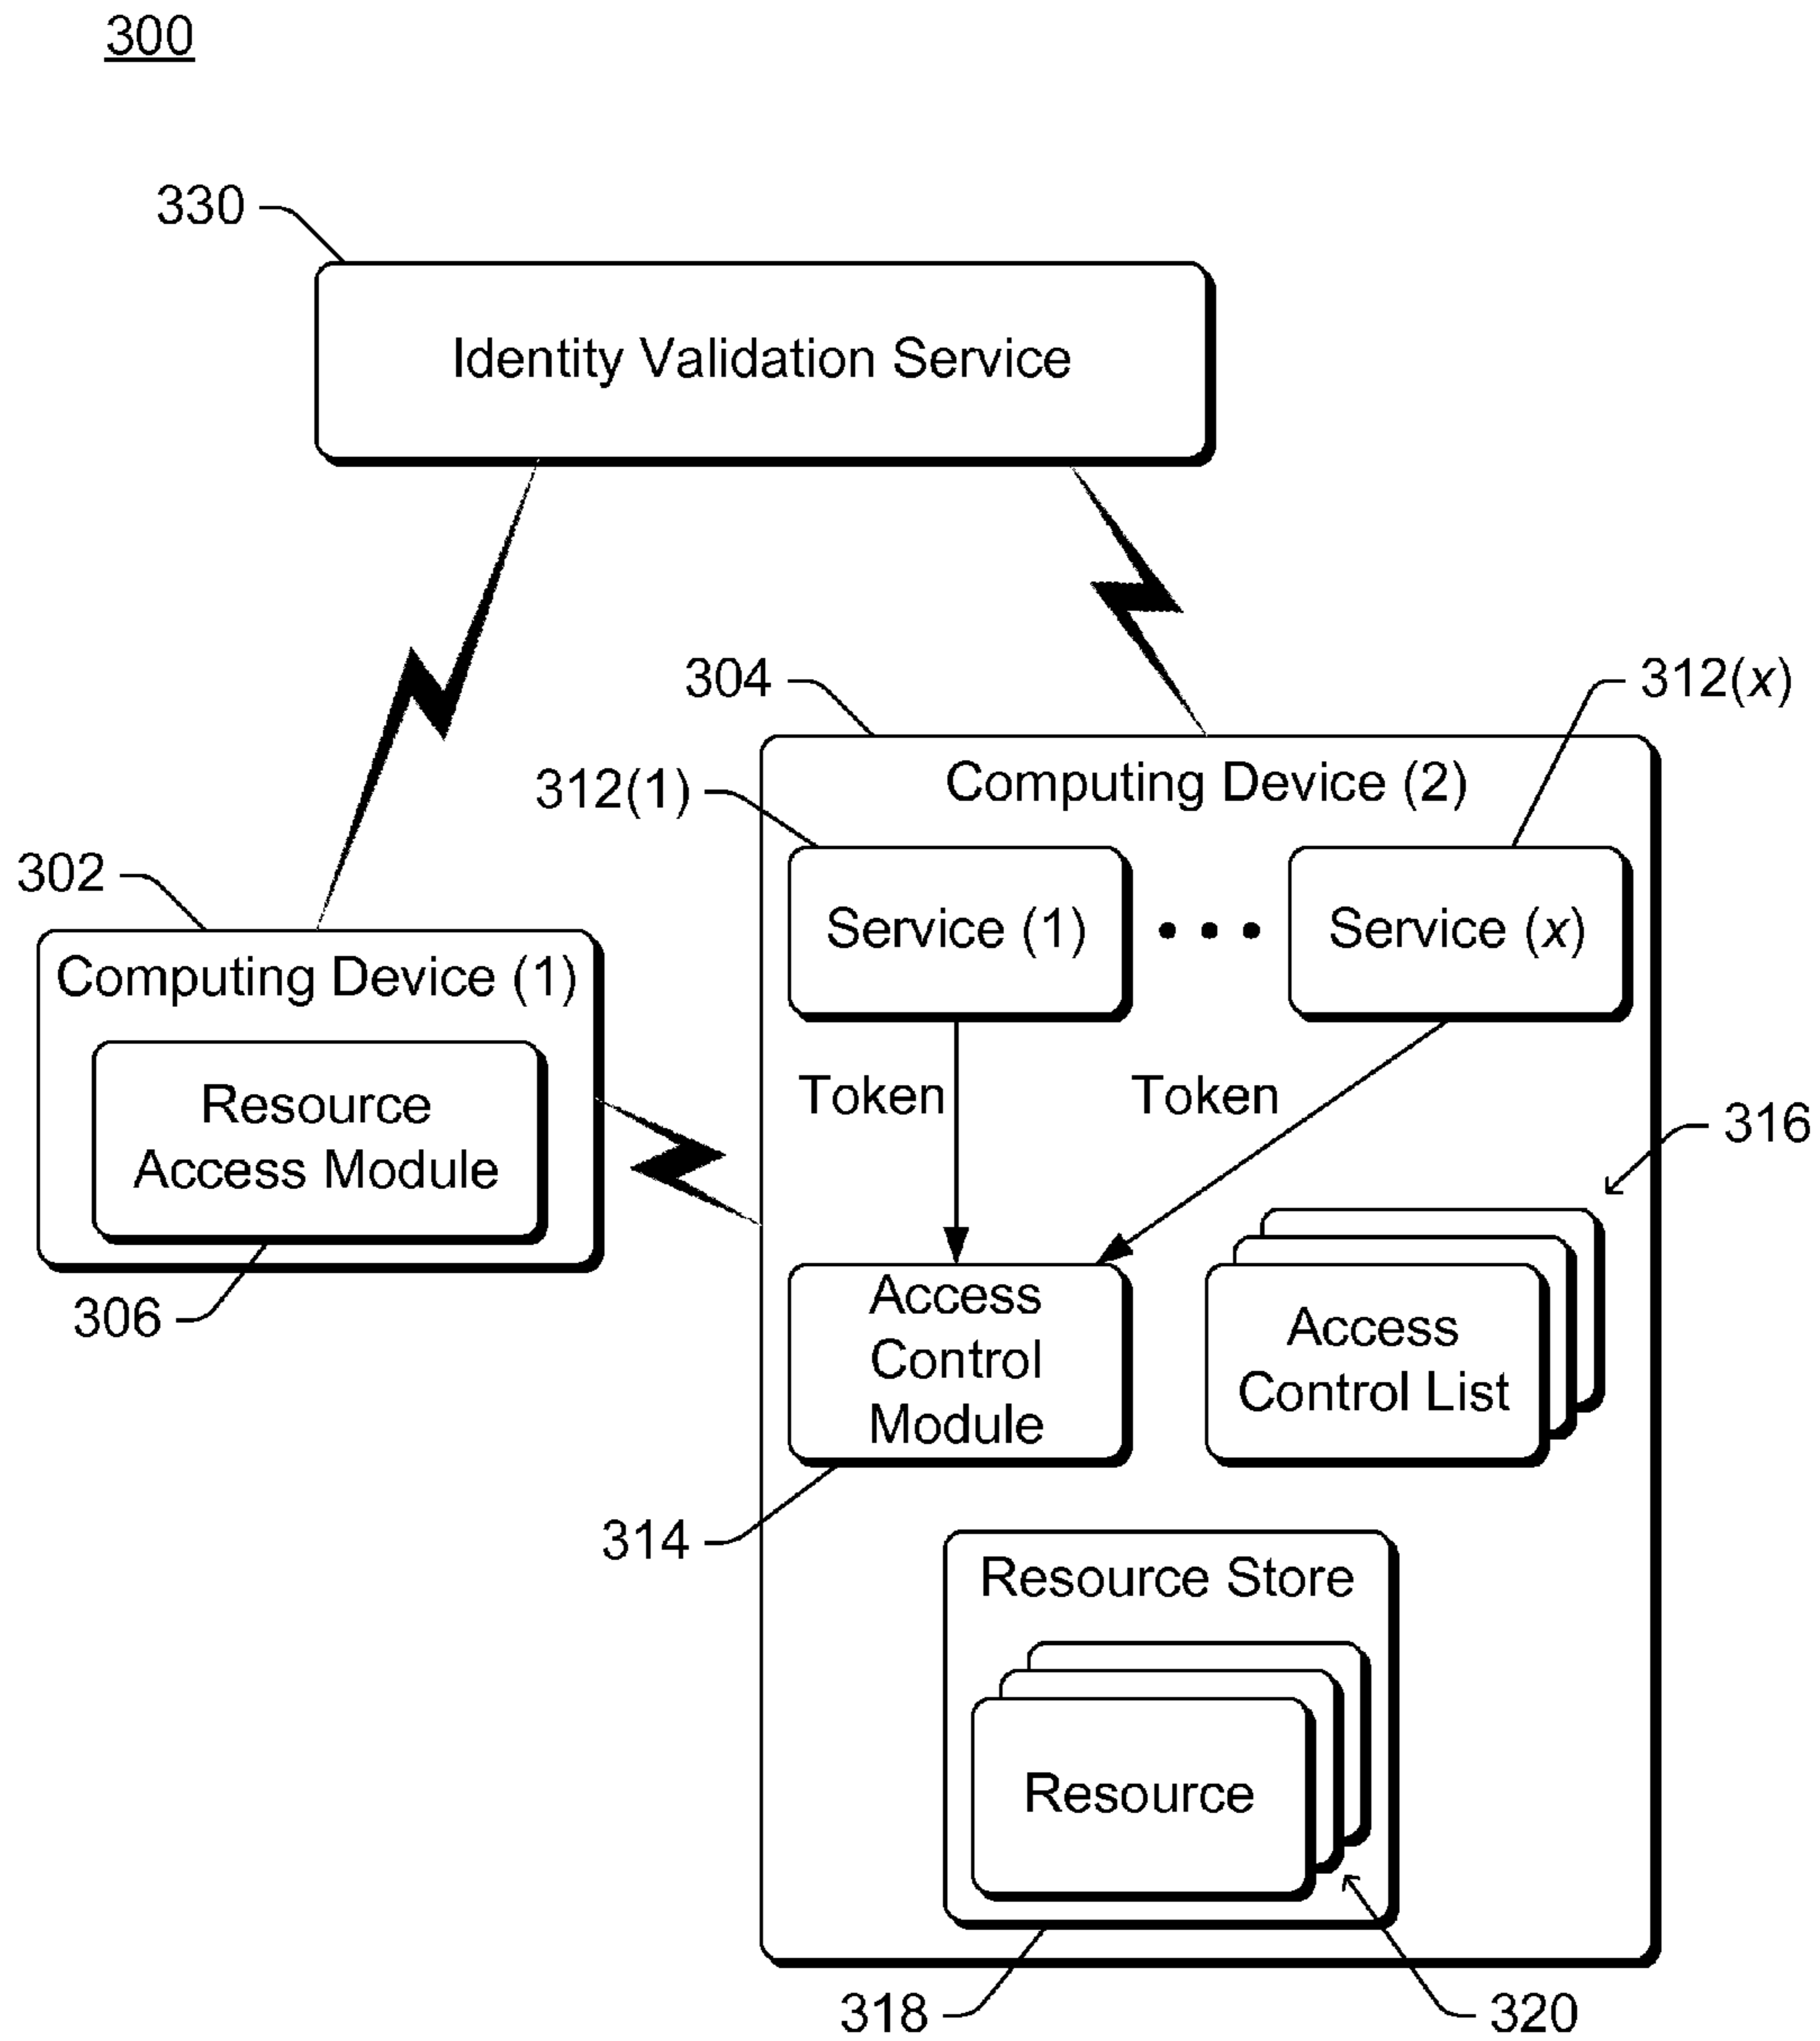 300
330
Identity Validation Service
304
312(x)
312(1)
Computing Device (2)
302
Service (1)
Service (x)
Computing Device (1)
Token
Token
Resource
Access Module
316
306
Access
Control
Module
Access
Control List
314
Resource Store
Resource
318
320